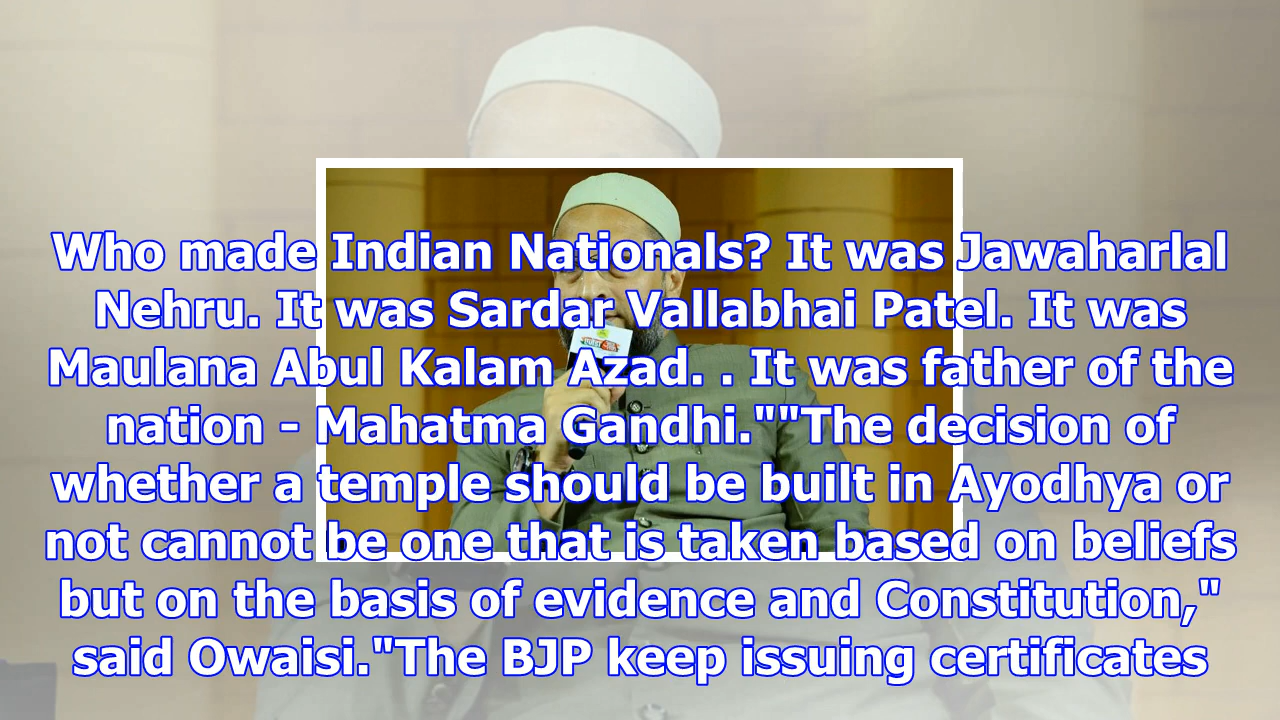 Who made Indian Nationals? It was Jawaharlal
Nehru. It was Sardar Vallabhai Patel. It was
Maulana Abul Kalam Azad. . It was father of the
nation - Mahatma Gandhi.""The decision of
whether a temple should be built in Ayodhya or
not cannot be one that is taken based on beliefs
but on the basis of evidence and Constitution,"
said Owaisi."The BJP keep issuing certificates